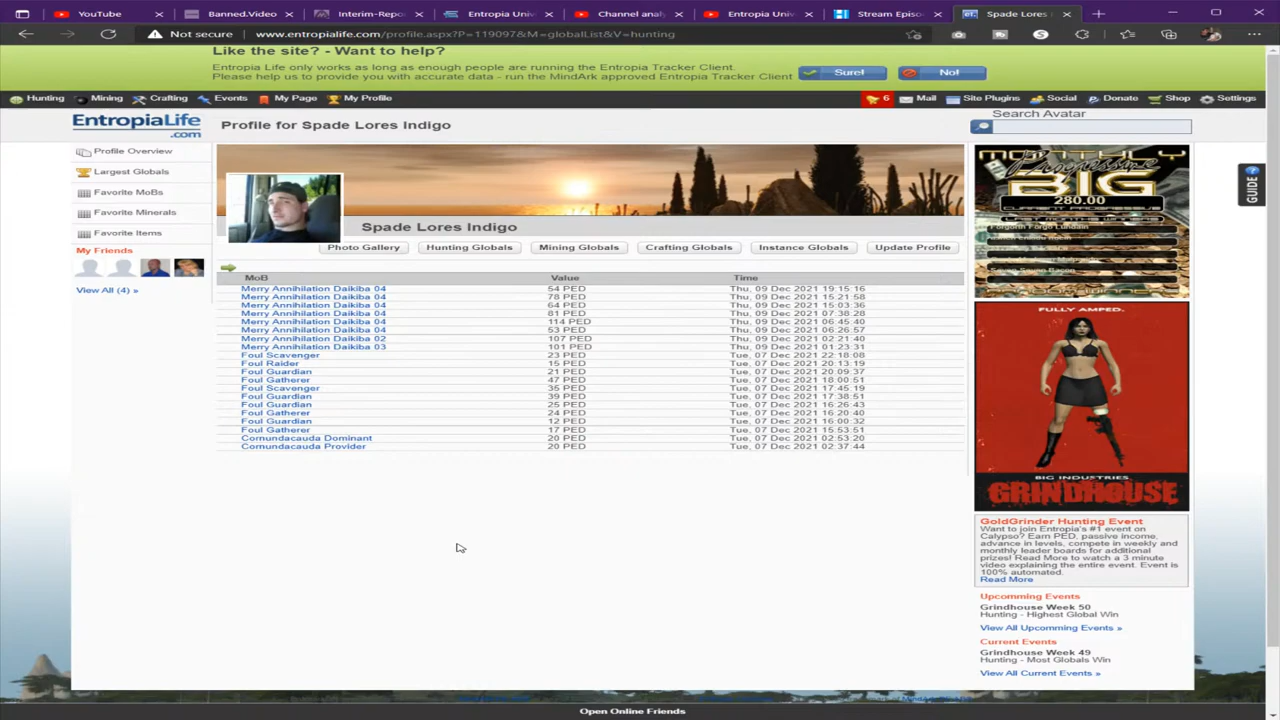 YouTube
Banned.Video
Interim-Repo
Entropia Univ
Channel analy
Entropia Univ
Stream Episo
Spade Lores
Not secure
www.entropialife.com/profile.aspx?P=119097&M=globalList&V=hunting
Like the site? - Want to help?
Entropia Life only works as long as enough people are running the Entropia Tracker Client.
Please help us to provide you with accurate data - run the MindArk approved Entropia Tracker Client
Sure!
No!
Hunting
Mining
Crafting
Events
My Page
My Profile
6
Mail
Site Plugins
Social
Donate
Shop
Settings
EntropiaLife
.com
Profile for Spade Lores Indigo
Search Avatar
Profile Overview
Largest Globals
Favorite MoBs
Favorite Minerals
Favorite Items
My Friends
View All (4) »
Spade Lores Indigo
Photo Gallery
Hunting Globals
Mining Globals
Crafting Globals
Instance Globals
Update Profile
MoB Value Time
Merry Annihilation Daikiba 04 54 PED Thu, 09 Dec 2021 19:15:16
Merry Annihilation Daikiba 04 78 PED Thu, 09 Dec 2021 15:21:58
Merry Annihilation Daikiba 04 64 PED Thu, 09 Dec 2021 15:03:36
Merry Annihilation Daikiba 04 81 PED Thu, 09 Dec 2021 07:38:28
Merry Annihilation Daikiba 04 114 PED Thu, 09 Dec 2021 06:45:40
Merry Annihilation Daikiba 04 53 PED Thu, 09 Dec 2021 06:26:57
Merry Annihilation Daikiba 02 107 PED Thu, 09 Dec 2021 02:21:40
Merry Annihilation Daikiba 03 101 PED Thu, 09 Dec 2021 01:23:31
Foul Scavenger 23 PED Tue, 07 Dec 2021 22:18:08
Foul Raider 15 PED Tue, 07 Dec 2021 20:13:19
Foul Guardian 21 PED Tue, 07 Dec 2021 20:09:37
Foul Gatherer 47 PED Tue, 07 Dec 2021 18:00:51
Foul Scavenger 35 PED Tue, 07 Dec 2021 17:45:19
Foul Guardian 39 PED Tue, 07 Dec 2021 17:38:51
Foul Guardian 25 PED Tue, 07 Dec 2021 16:26:43
Foul Gatherer 24 PED Tue, 07 Dec 2021 16:20:40
Foul Guardian 12 PED Tue, 07 Dec 2021 16:00:32
Foul Gatherer 17 PED Tue, 07 Dec 2021 15:53:51
Cornundacauda Dominant 20 PED Tue, 07 Dec 2021 02:53:20
Cornundacauda Provider 20 PED Tue, 07 Dec 2021 02:37:44
MONTHLY
Progressive
BIG
280.00
CURRENT PROGRESSIVE
LAST MONTHS WINNERS
Forgorth Forgo Lundain
GUIDE
FULLY AMPED.
BIG INDUSTRIES
GRINDHOUSE
GoldGrinder Hunting Event
Want to join Entropia's #1 event on
Calypso? Earn PED, passive income,
advance in levels, compete in weekly and
monthly leader boards for additional
prizes! Read More to watch a 3 minute
video explaining the entire event. Event is
100% automated.
Read More
Upcomming Events
Grindhouse Week 50
Hunting - Highest Global Win
View All Upcomming Events »
Current Events
Grindhouse Week 49
Hunting - Most Globals Win
View All Current Events »
Open Online Friends